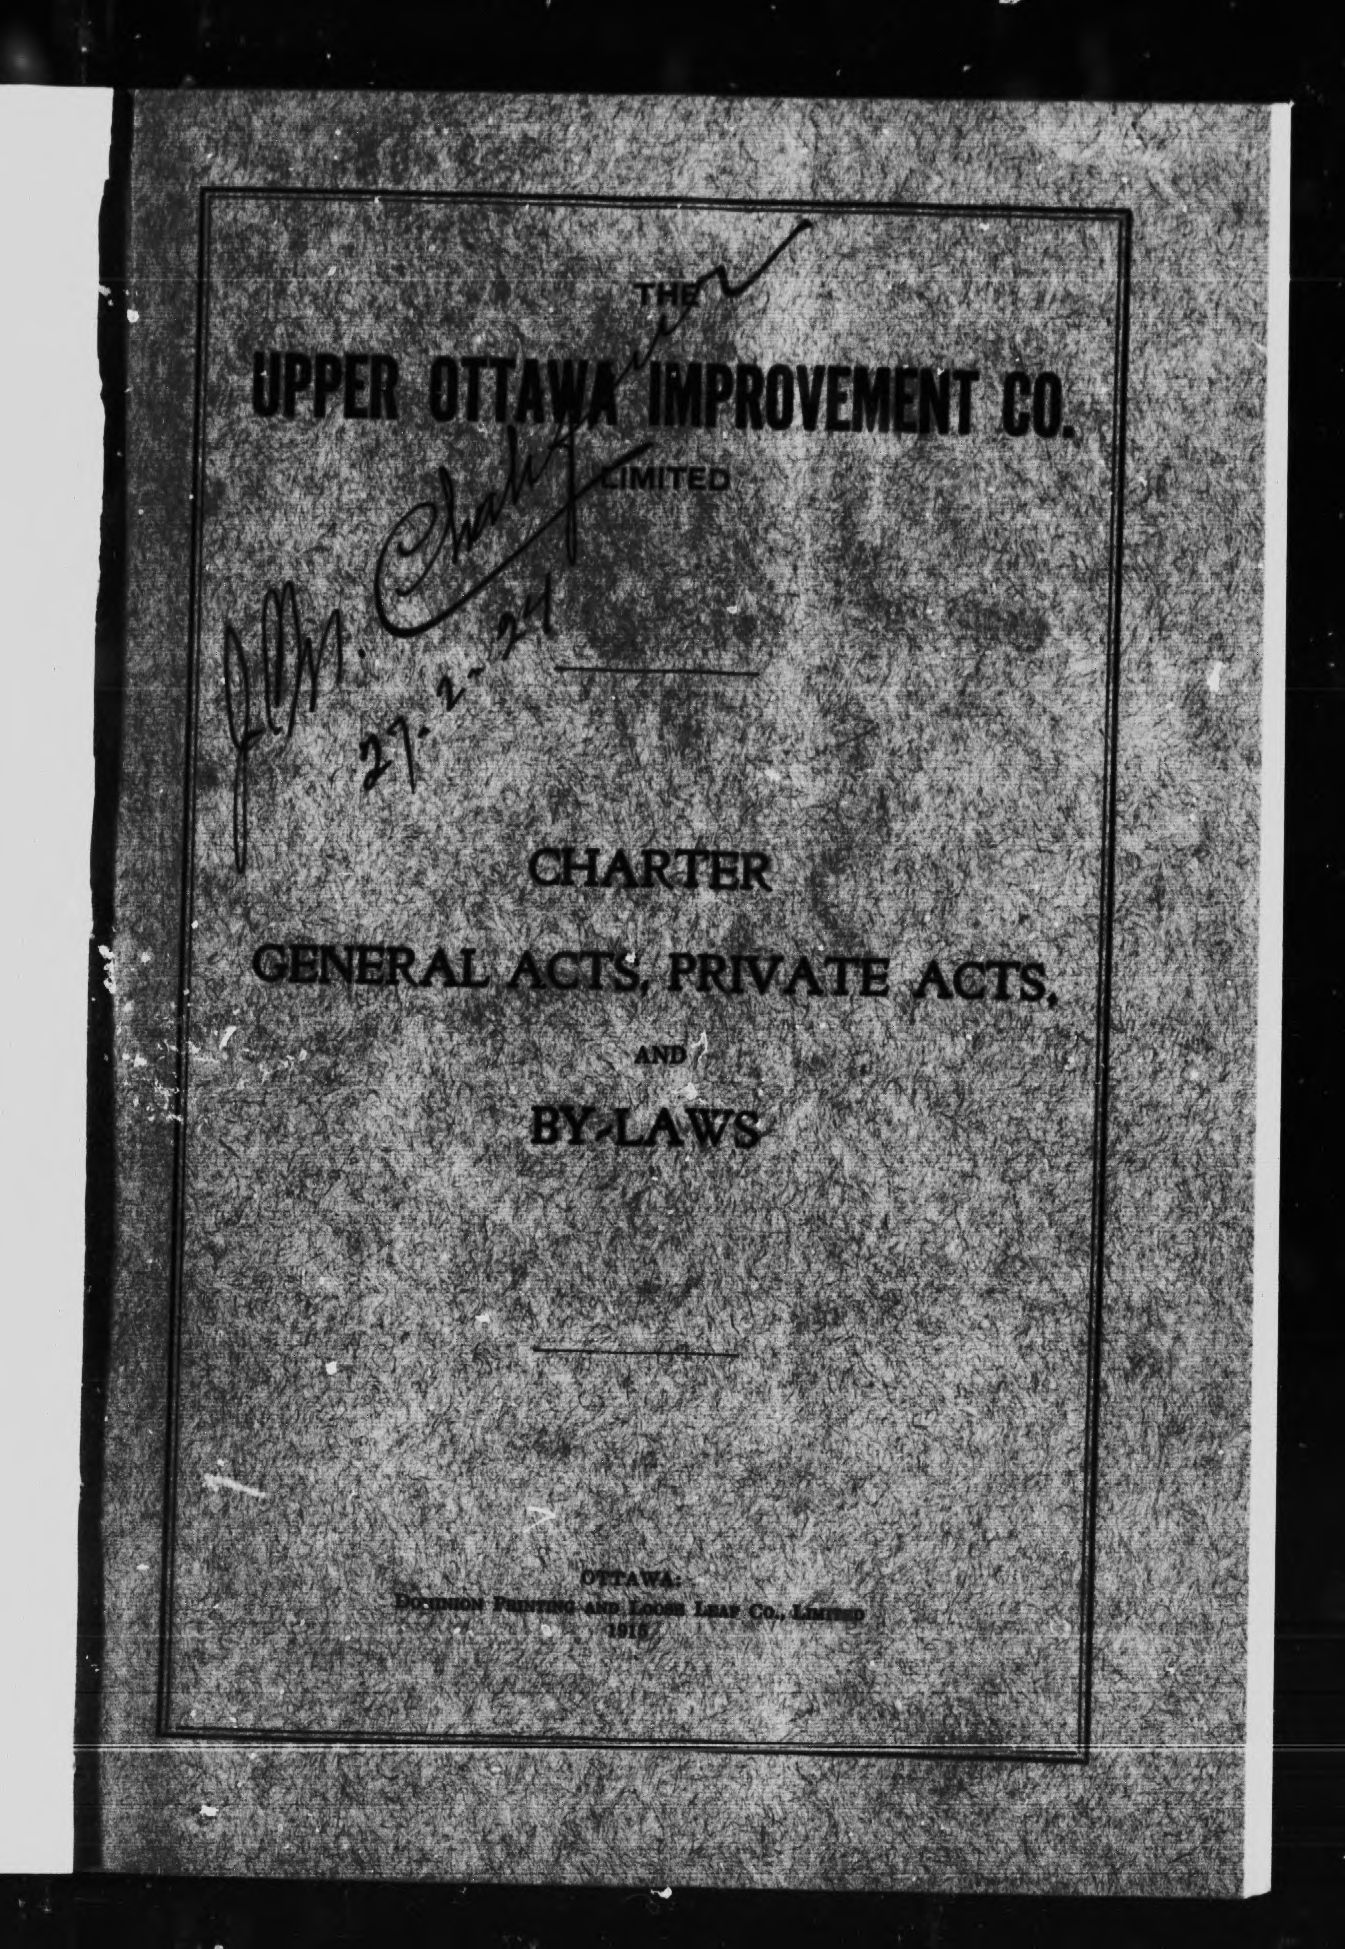 THE
UPPER OTTAWA IMPROVEMENT CO.
LIMITED
27.2-24
CHARTER
GENERAL ACTS, PRIVATE ACTS,
AND
BY-LAWS
OTTAWA:
DOMINION PRINTING AND LOOSE LEAF CO., LIMITED